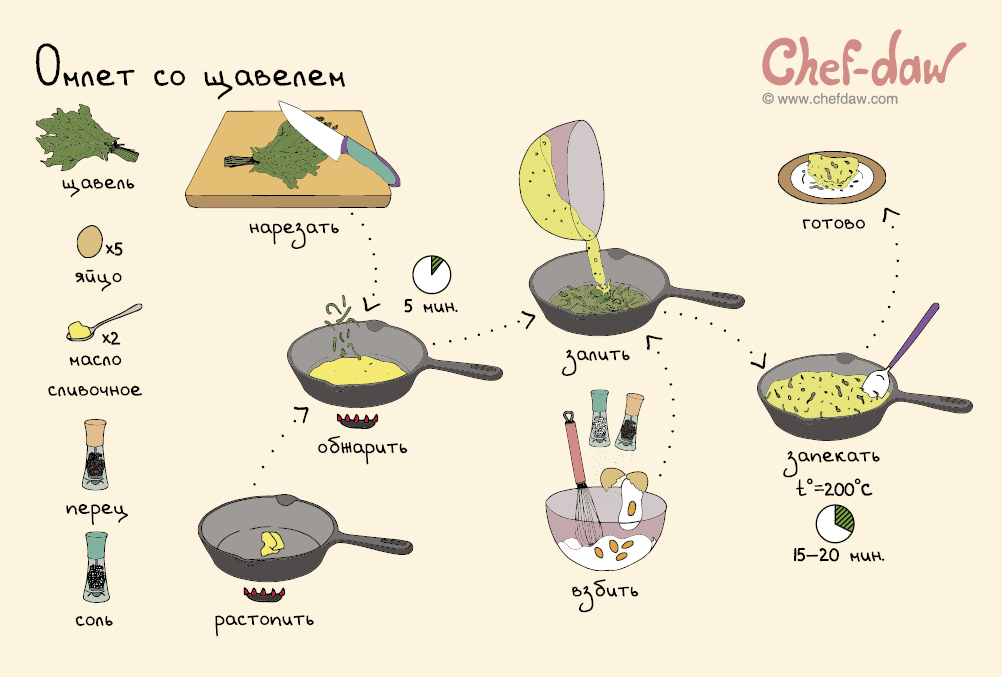 Омлет со щавелем
Chef-daw
© www.chefdaw.com
щавель
x5
яйцо
x2
масло
сливочное
перец
соль
нарезать
5 мин.
обжарить
растопить
залить
взбить
запекать
t°=200°C
15–20 мин.
готово